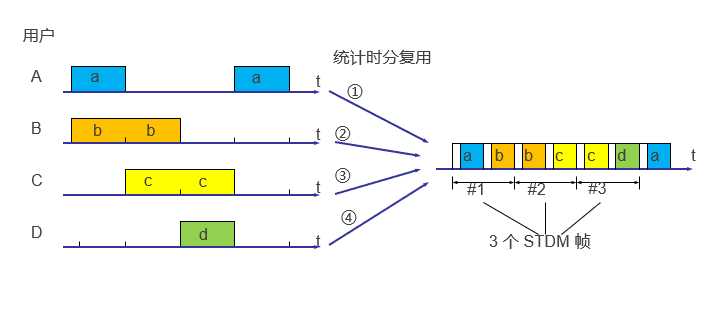 用户
统计时分复用
A a a t
①
B b b t
②
a b b c c d a t
C c c t
③
#1 #2 #3
④
D d t
3 个 STDM 帧